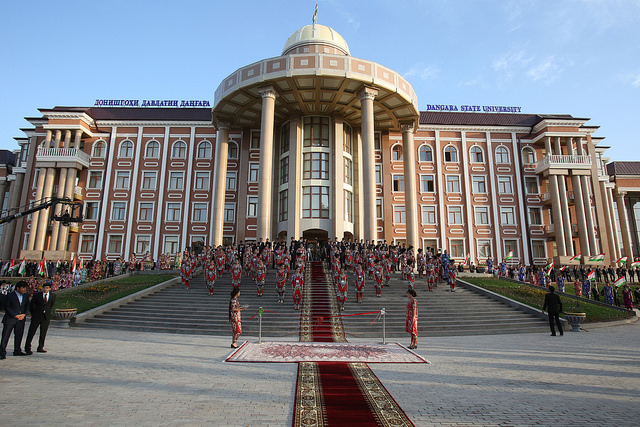 ДОНИШГОҲИ ДАВЛАТИИ ДАНҒАРА
DANGARA STATE UNIVERSITY